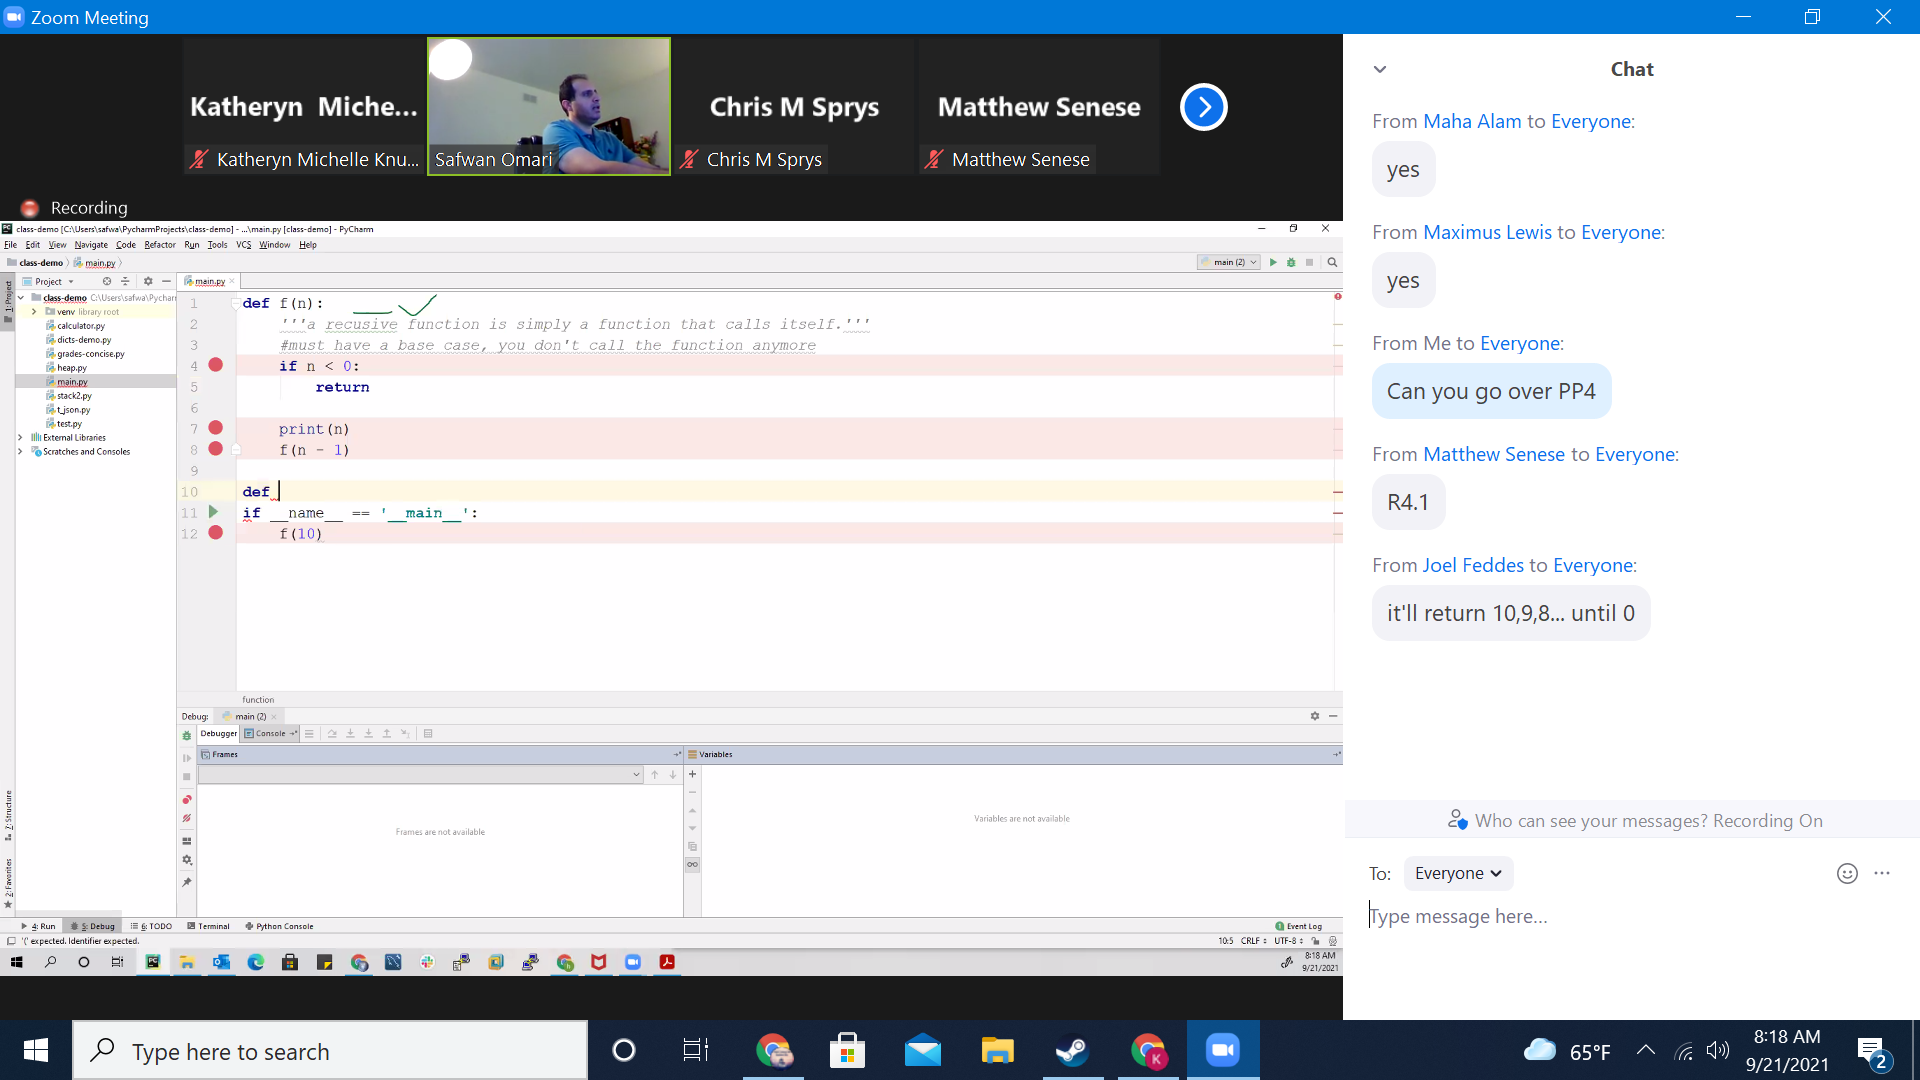 Zoom Meeting
Katheryn Miche...
Katheryn Michelle Knu...
Safwan Omari
Chris M Sprys
Chris M Sprys
Matthew Senese
Matthew Senese
Recording
class-demo [C:\Users\safwa\PycharmProjects\class-demo] - ...\main.py [class-demo] - PyCharm
File Edit View Navigate Code Refactor Run Tools VCS Window Help
class-demo main.py
main (2)
1: Project
Project
class-demo C:\Users\safwa\Pychar
venv library root
calculator.py
dicts-demo.py
grades-concise.py
heap.py
main.py
stack2.py
t_json.py
test.py
External Libraries
Scratches and Consoles
main.py
1 def f(n):
2 '''a recusive function is simply a function that calls itself.'''
3 #must have a base case, you don't call the function anymore
4 if n < 0:
5 return
6
7 print(n)
8 f(n - 1)
9
10 def
11 if __name__ == '__main__':
12 f(10)
function
Debug: main (2)
Debugger Console
Frames
Variables
Frames are not available
Variables are not available
7: Structure
2: Favorites
4: Run 5: Debug 6: TODO Terminal Python Console
Event Log
'(' expected. Identifier expected.
10:5 CRLF UTF-8
8:18 AM
9/21/2021
Chat
From Maha Alam to Everyone:
yes
From Maximus Lewis to Everyone:
yes
From Me to Everyone:
Can you go over PP4
From Matthew Senese to Everyone:
R4.1
From Joel Feddes to Everyone:
it'll return 10,9,8... until 0
Who can see your messages? Recording On
To: Everyone
Type message here...
Type here to search
K
65°F
8:18 AM
9/21/2021
2